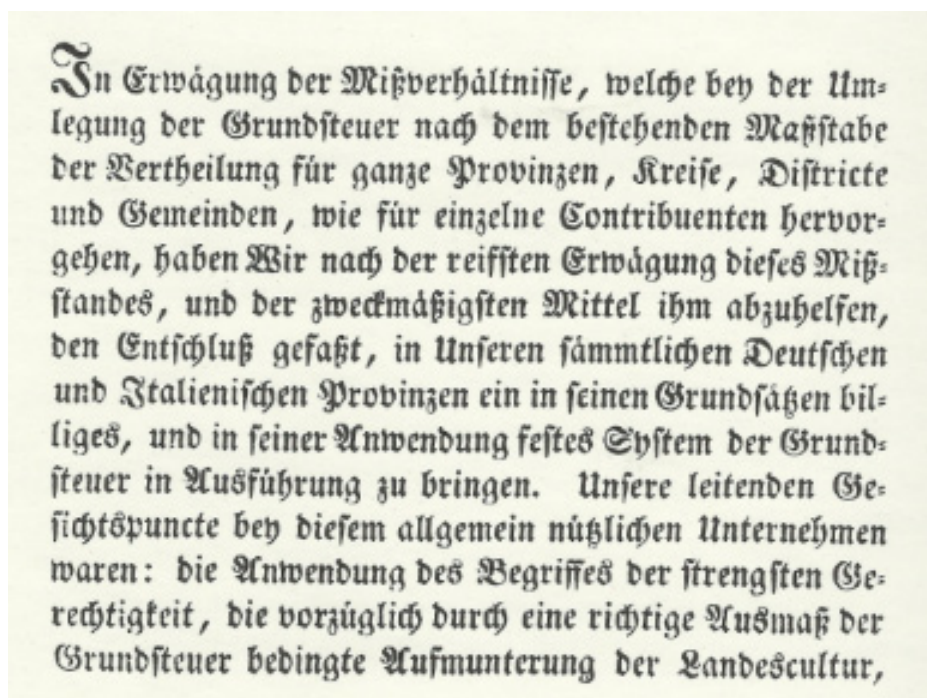 In Erwägung der Mißverhältnisse, welche bey der Um-
legung der Grundsteuer nach dem bestehenden Maßstabe
der Vertheilung für ganze Provinzen, Kreise, Districte
und Gemeinden, wie für einzelne Contribuenten hervor-
gehen, haben Wir nach der reifsten Erwägung dieses Miß-
standes, und der zweckmäßigsten Mittel ihm abzuhelfen,
den Entschluß gefaßt, in Unseren sämmtlichen Deutschen
und Italienischen Provinzen ein in seinen Grundsätzen bil-
liges, und in seiner Anwendung festes System der Grund-
steuer in Ausführung zu bringen. Unsere leitenden Ge-
sichtspuncte bey diesem allgemein nützlichen Unternehmen
waren: die Anwendung des Begriffes der strengsten Ge-
rechtigkeit, die vorzüglich durch eine richtige Ausmaß der
Grundsteuer bedingte Aufmunterung der Landescultur,